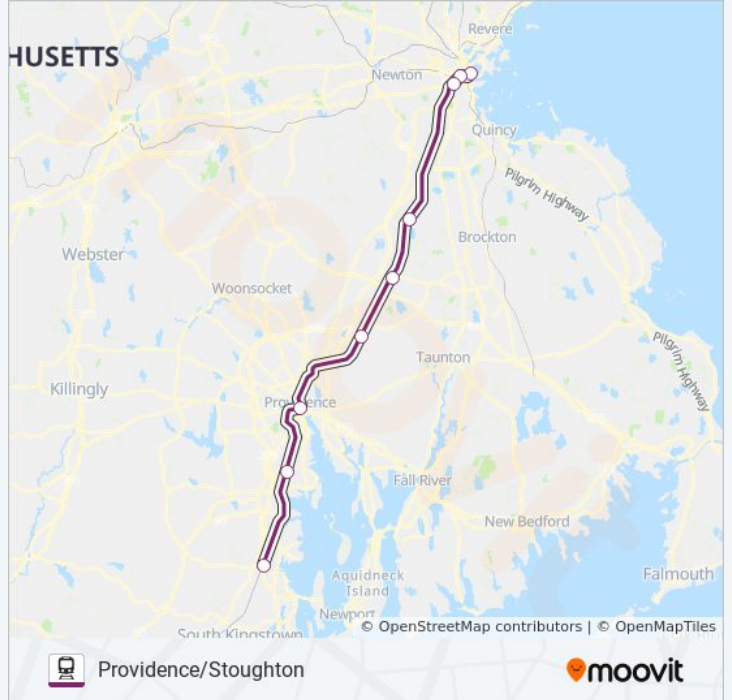 Revere
HUSETTS
Newton
Quincy
Pilgrim Highway
Brockton
Webster
Woonsocket
Pilgrim Highway
Taunton
Killingly
Providence
Fall River
New Bedford
Aquidneck
Island
Falmouth
Newport
© OpenStreetMap contributors | © OpenMapTiles
South Kingstown
Providence/Stoughton
moovit